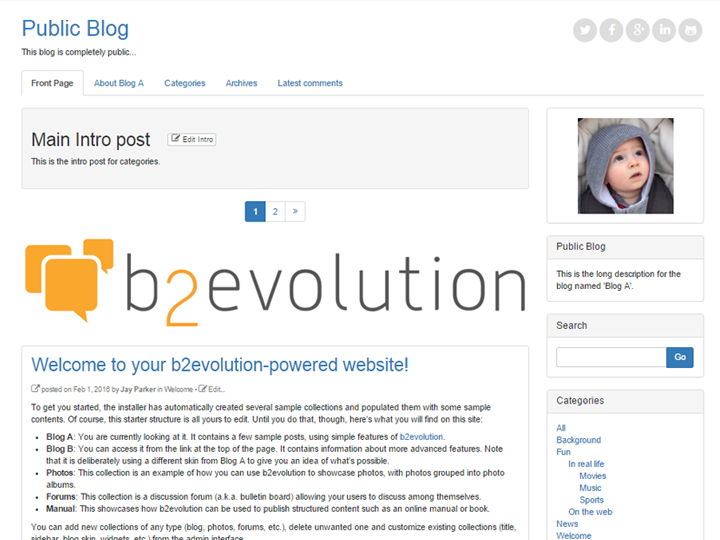 Public Blog
This blog is completely public...
Front Page About Blog A Categories Archives Latest comments
Main Intro post Edit Intro
This is the intro post for categories.
1 2 »
b2evolution
Welcome to your b2evolution-powered website!
posted on Feb 1, 2016 by Jay Parker in Welcome • Edit...
To get you started, the installer has automatically created several sample collections and populated them with some sample
contents. Of course, this starter structure is all yours to edit. Until you do that, though, here's what you will find on this site:
• Blog A: You are currently looking at it. It contains a few sample posts, using simple features of b2evolution.
• Blog B: You can access it from the link at the top of the page. It contains information about more advanced features. Note
that it is deliberately using a different skin from Blog A to give you an idea of what's possible.
• Photos: This collection is an example of how you can use b2evolution to showcase photos, with photos grouped into photo
albums.
• Forums: This collection is a discussion forum (a.k.a. bulletin board) allowing your users to discuss among themselves.
• Manual: This showcases how b2evolution can be used to publish structured content such as an online manual or book.
You can add new collections of any type (blog, photos, forums, etc.), delete unwanted one and customize existing collections (title,
sidebar, blog skin, widgets, etc.) from the admin interface.
Public Blog
This is the long description for the
blog named 'Blog A'.
Search
Go
Categories
All
Background
Fun
In real life
Movies
Music
Sports
On the web
News
Welcome